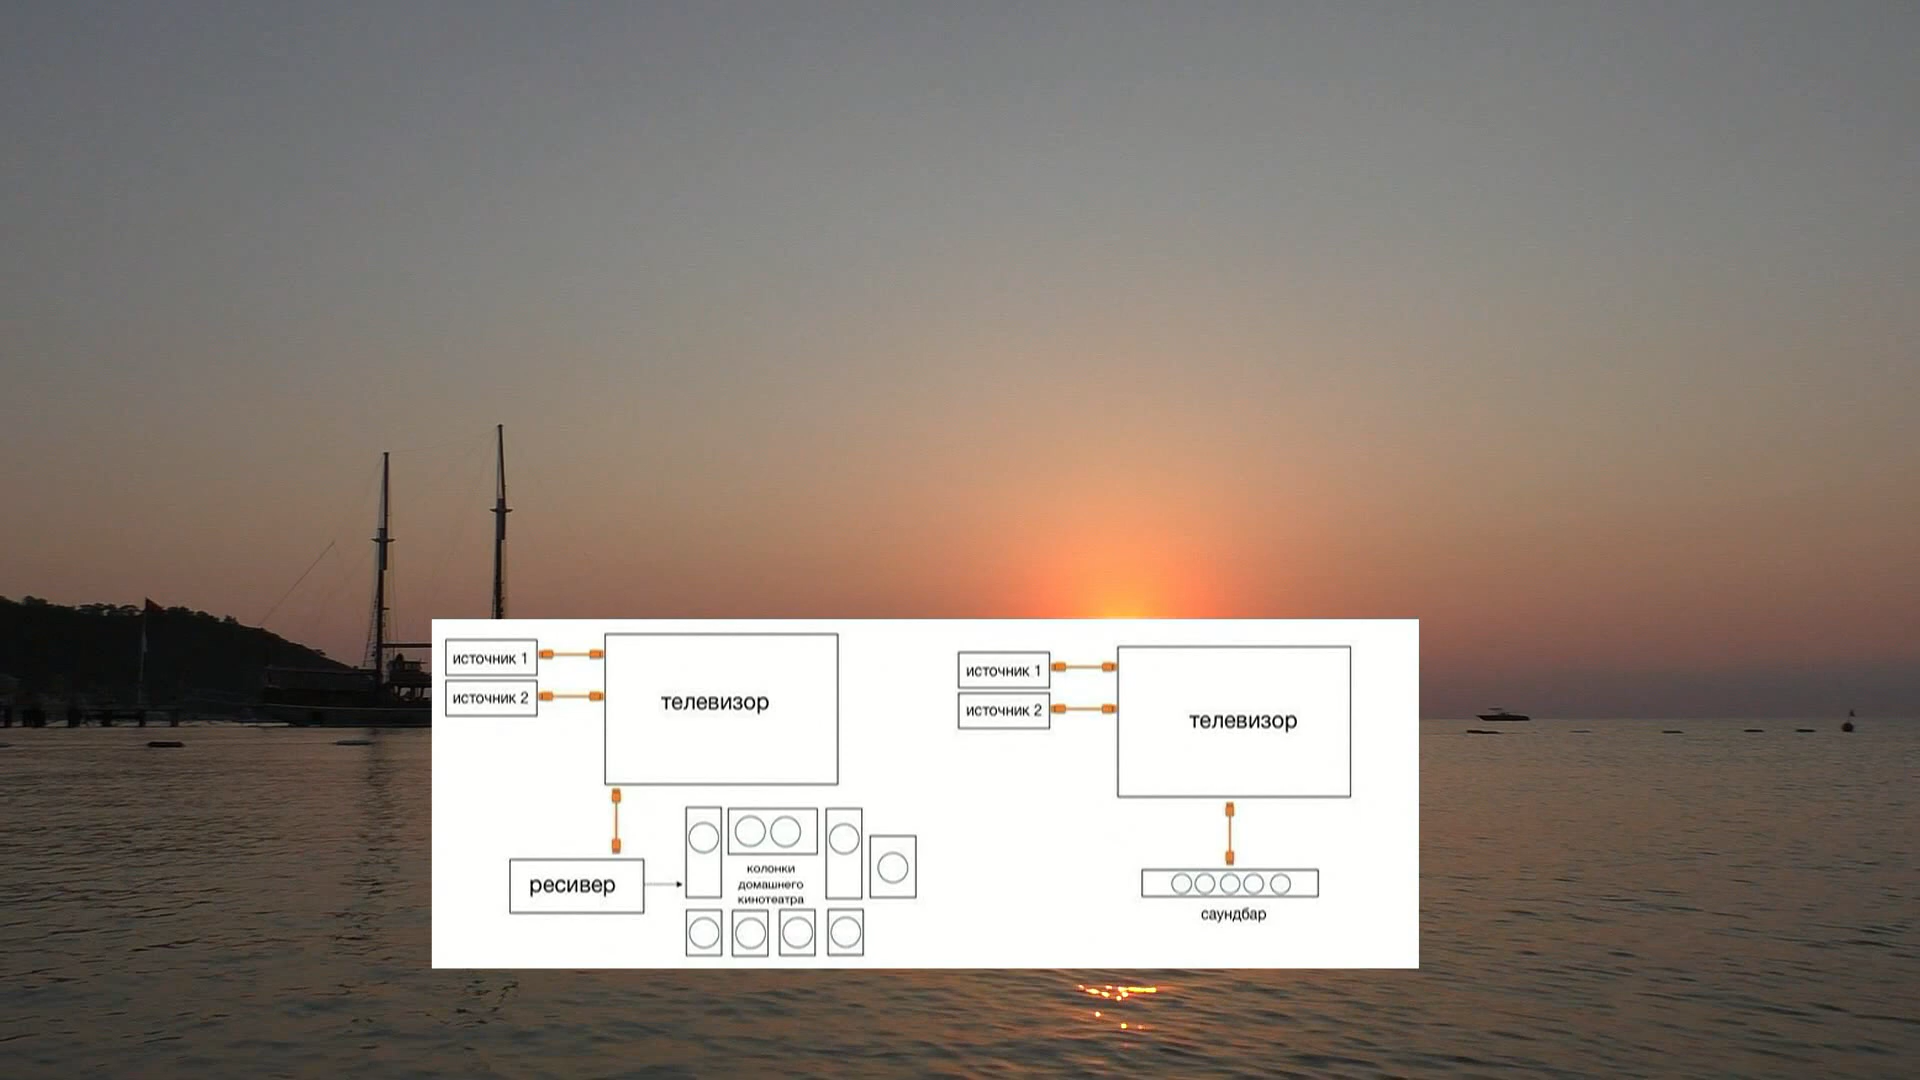 источник 1
источник 2
телевизор
ресивер
колонки
домашнего
кинотеатра
источник 1
источник 2
телевизор
саундбар